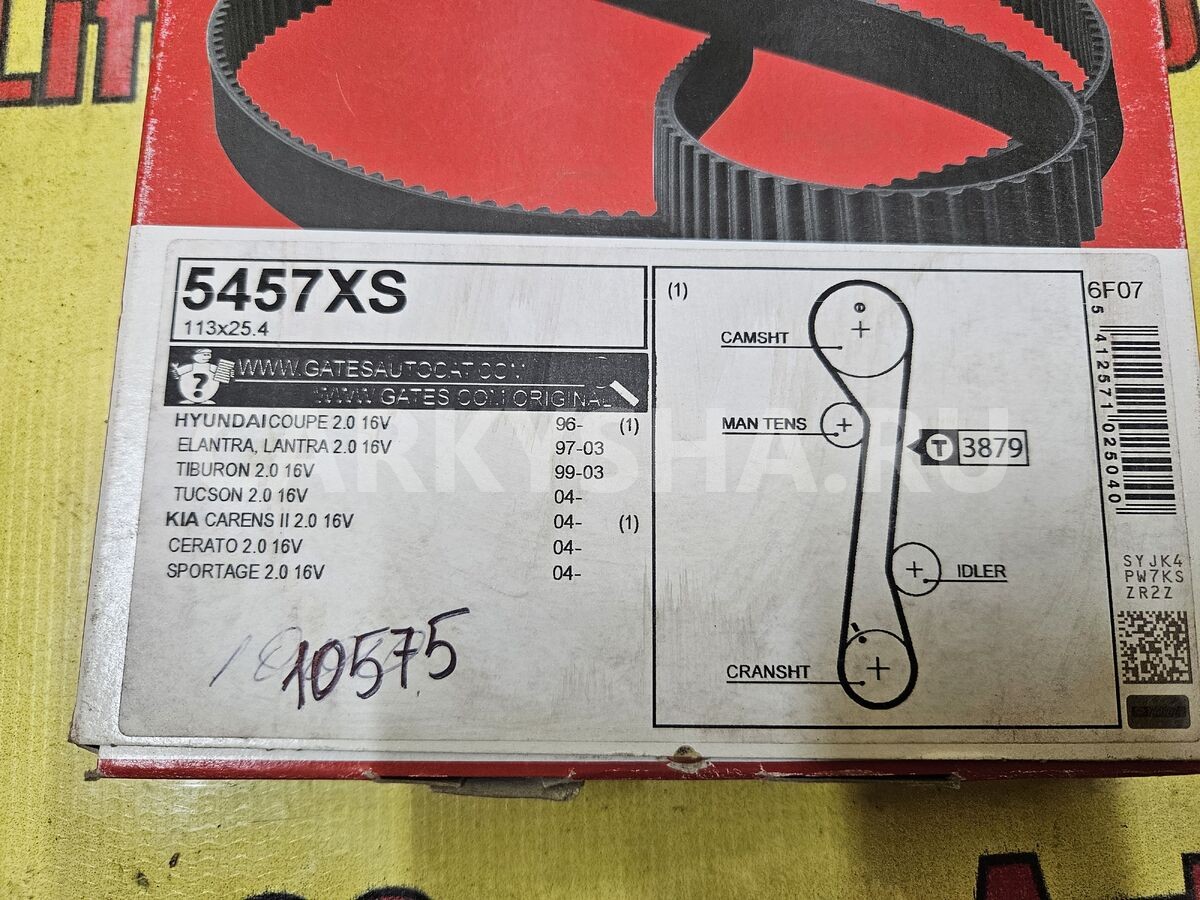 Lif
5457XS
113x25.4
WWW.GATESAUTOCAT.COM
WWW.GATES.COM ORIGINAL
HYUNDAI COUPE 2.0 16V 96- (1)
ELANTRA, LANTRA 2.0 16V 97-03
TIBURON 2.0 16V 99-03
TUCSON 2.0 16V 04-
KIA CARENS II 2.0 16V 04- (1)
CERATO 2.0 16V 04-
SPORTAGE 2.0 16V 04-
10575
(1)
CAMSHT
MAN TENS
T 3879
IDLER
CRANSHT
6F07
5 412571 025040
SYJK4
PW7KS
ZR2Z
ARKYSHA.RU